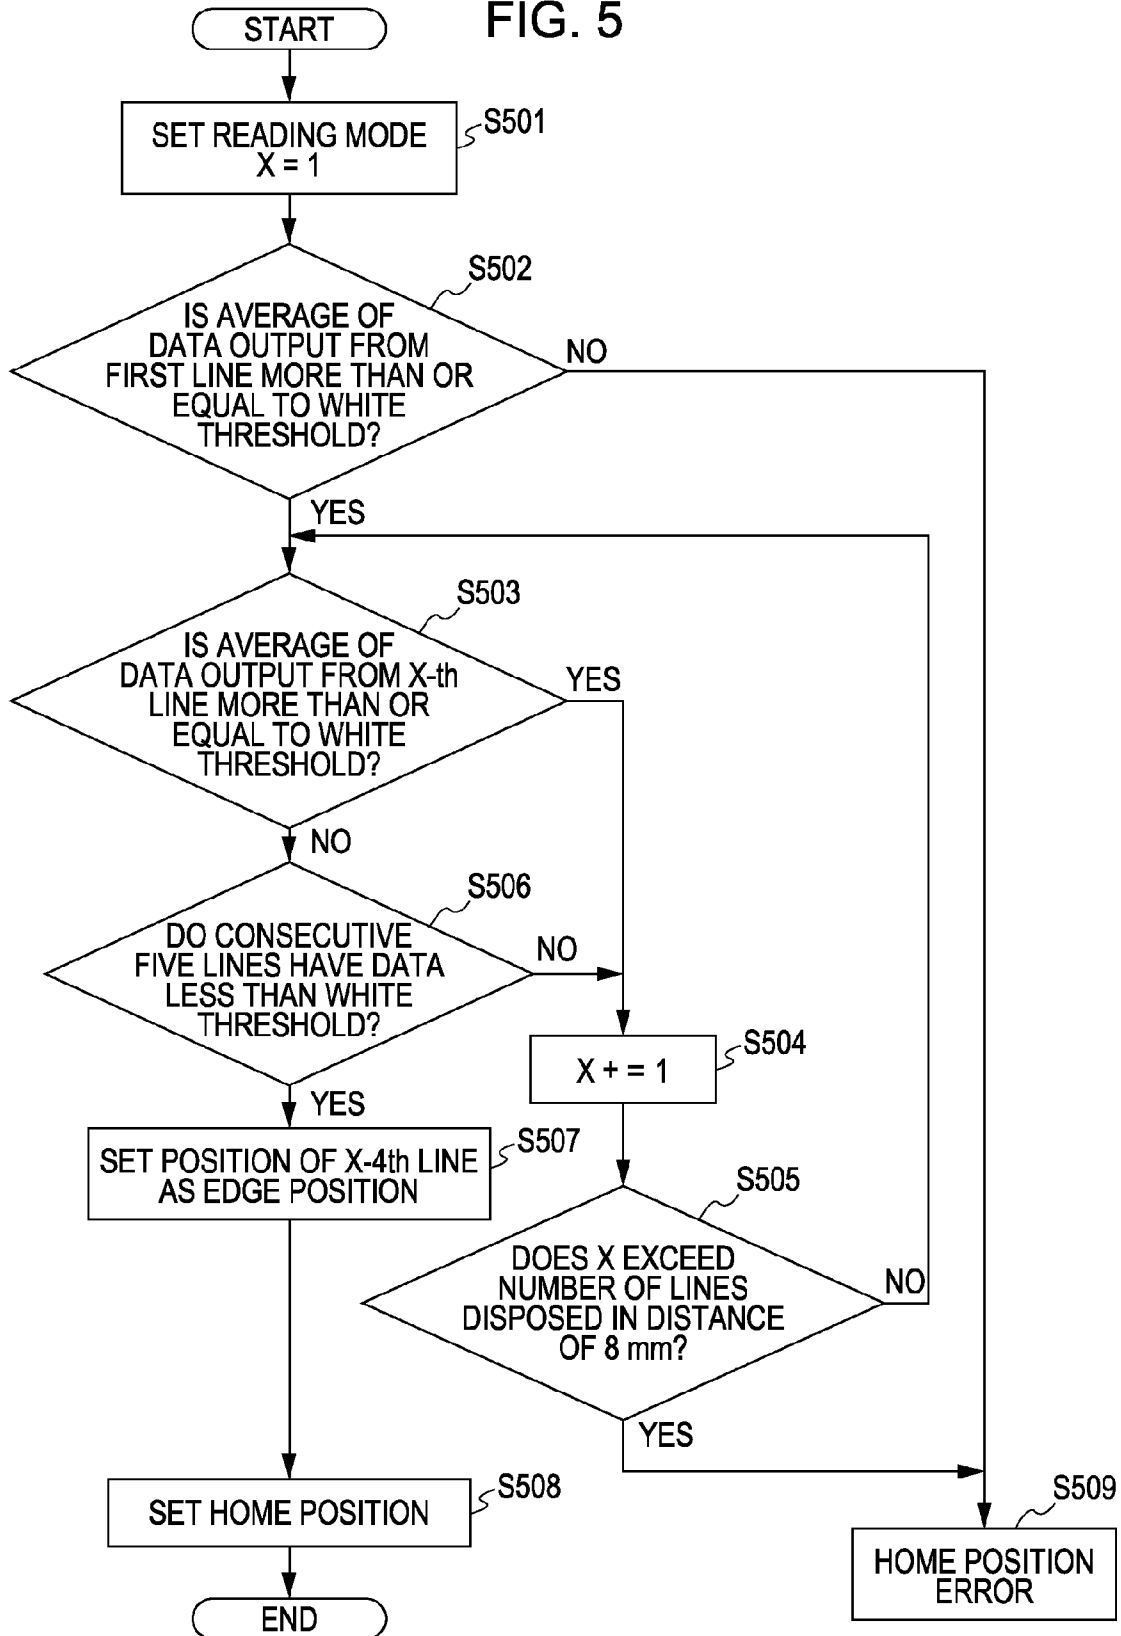 FIG. 5
START
SET READING MODE
X = 1
S501
S502
IS AVERAGE OF
DATA OUTPUT FROM
FIRST LINE MORE THAN OR
EQUAL TO WHITE
THRESHOLD?
NO
YES
S503
IS AVERAGE OF
DATA OUTPUT FROM X-th
LINE MORE THAN OR
EQUAL TO WHITE
THRESHOLD?
YES
NO
S506
DO CONSECUTIVE
FIVE LINES HAVE DATA
LESS THAN WHITE
THRESHOLD?
NO
YES
S504
X + = 1
S507
SET POSITION OF X-4th LINE
AS EDGE POSITION
S505
DOES X EXCEED
NUMBER OF LINES
DISPOSED IN DISTANCE
OF 8 mm?
NO
YES
S508
SET HOME POSITION
S509
HOME POSITION
ERROR
END